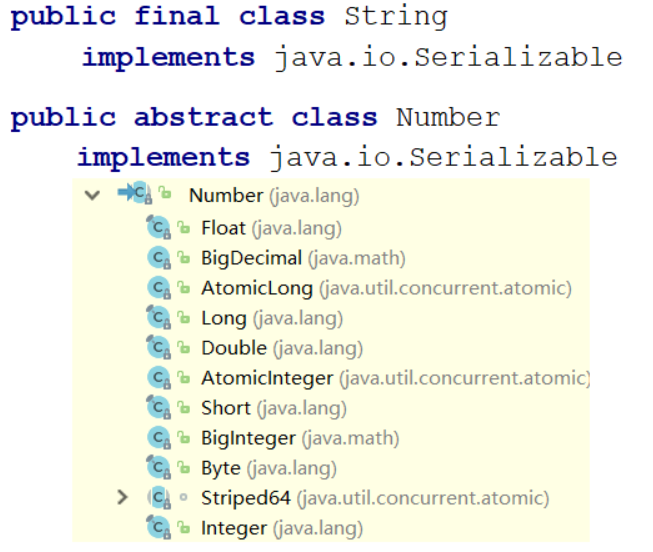 public final class String
implements java.io.Serializable
public abstract class Number
implements java.io.Serializable
Number (java.lang)
Float (java.lang)
BigDecimal (java.math)
AtomicLong (java.util.concurrent.atomic)
Long (java.lang)
Double (java.lang)
AtomicInteger (java.util.concurrent.atomic)
Short (java.lang)
BigInteger (java.math)
Byte (java.lang)
Striped64 (java.util.concurrent.atomic)
Integer (java.lang)